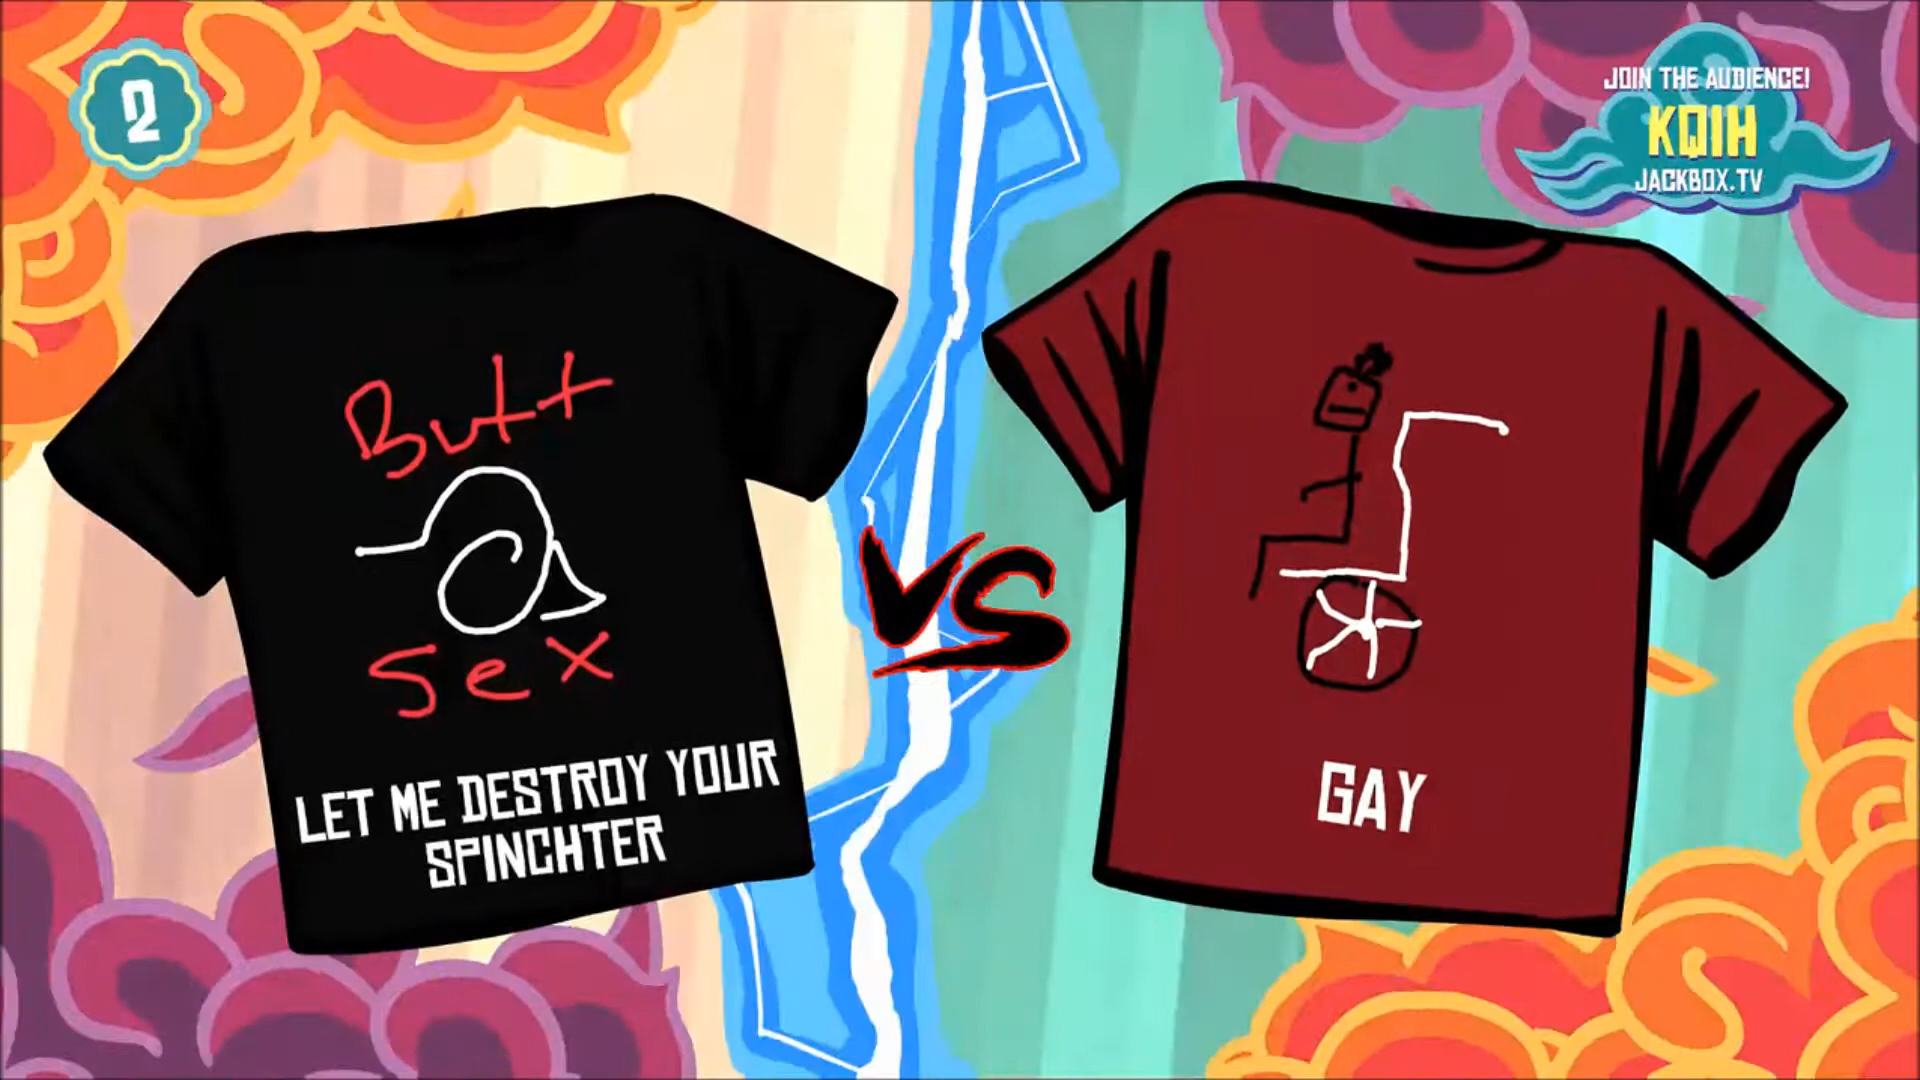 2
JOIN THE AUDIENCE!
KQIH
JACKBOX.TV
Butt
Sex
LET ME DESTROY YOUR
SPINCHTER
VS
GAY